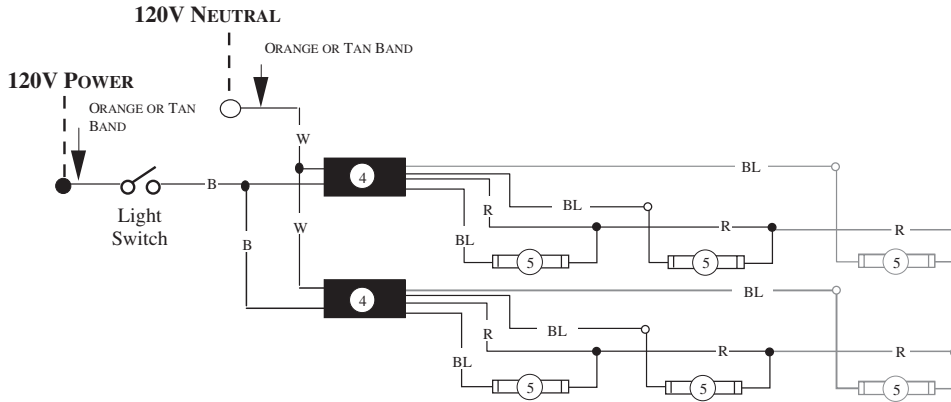 120V NEUTRAL
ORANGE OR TAN BAND
120V POWER
ORANGE OR TAN
BAND
W
4
BL
B
Light
Switch
R
BL
R
R
B
W
BL
5
5
5
4
BL
R
BL
R
R
BL
5
5
5